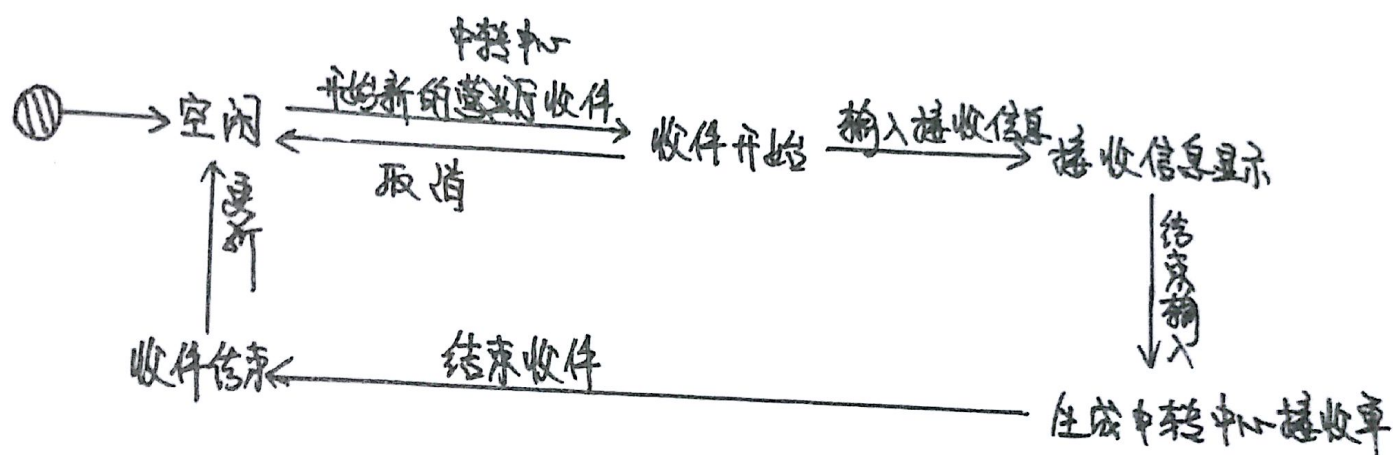 中转中心
开始新的营业厅收件
空闲
收件开始
输入接收信息
接收信息显示
取消
更新
结束输入
收件结束
结束收件
生成中转中心接收单